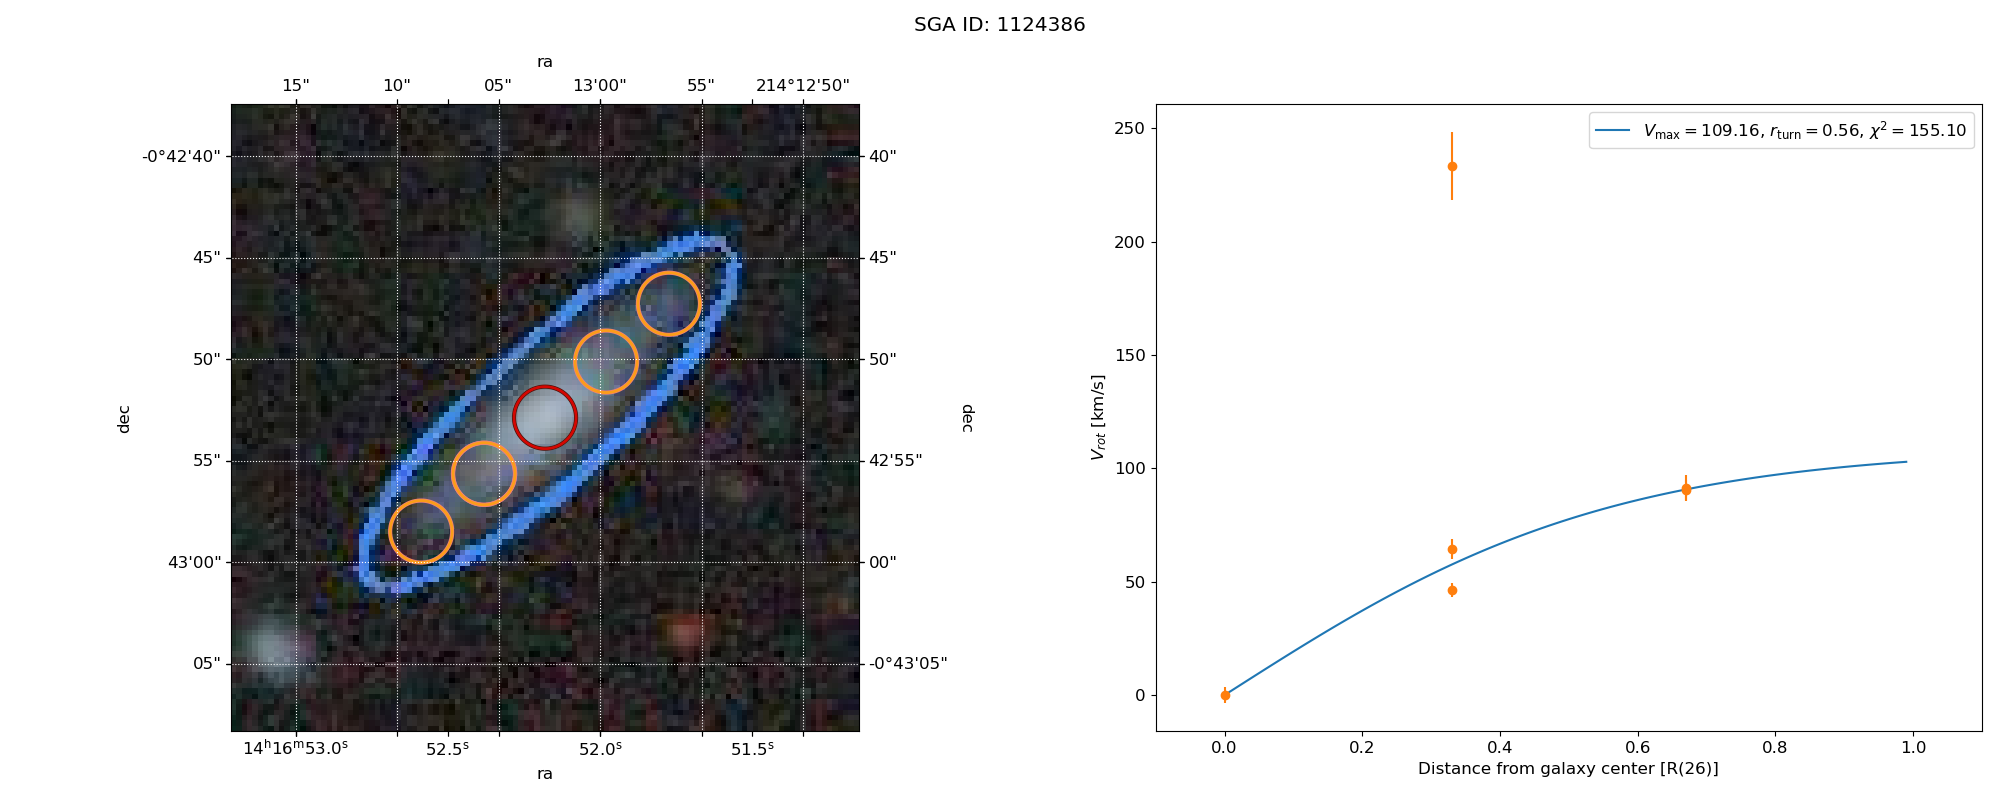 SGA ID: 1124386
ra
15" 10" 05" 13'00" 55" 214°12'50"
-0°42'40" 40"
45" 45"
50" 50"
55" 42'55"
43'00" 00"
05" -0°43'05"
dec
dec
14h16m53.0s 52.5s 52.0s 51.5s
ra
Vmax = 109.16, rturn = 0.56, χ² = 155.10
250
200
150
100
50
0
Vrot [km/s]
0.0 0.2 0.4 0.6 0.8 1.0
Distance from galaxy center [R(26)]